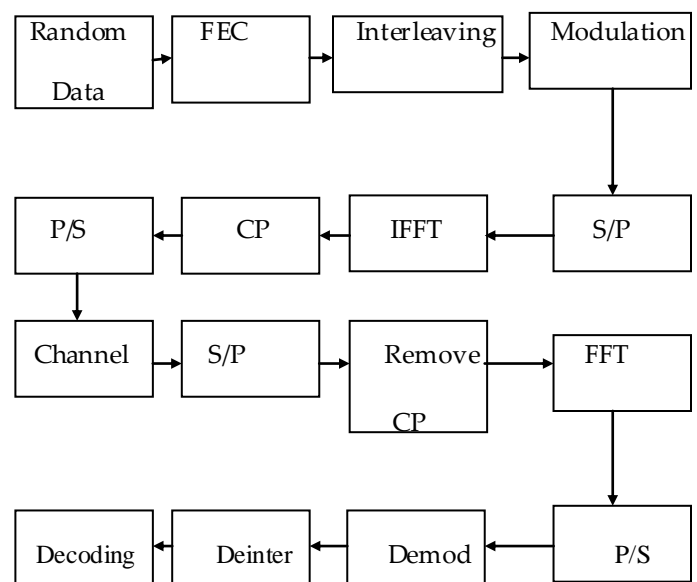 Random
Data
FEC
Interleaving
Modulation
P/S
CP
IFFT
S/P
Channel
S/P
Remove
CP
FFT
Decoding
Deinter
Demod
P/S